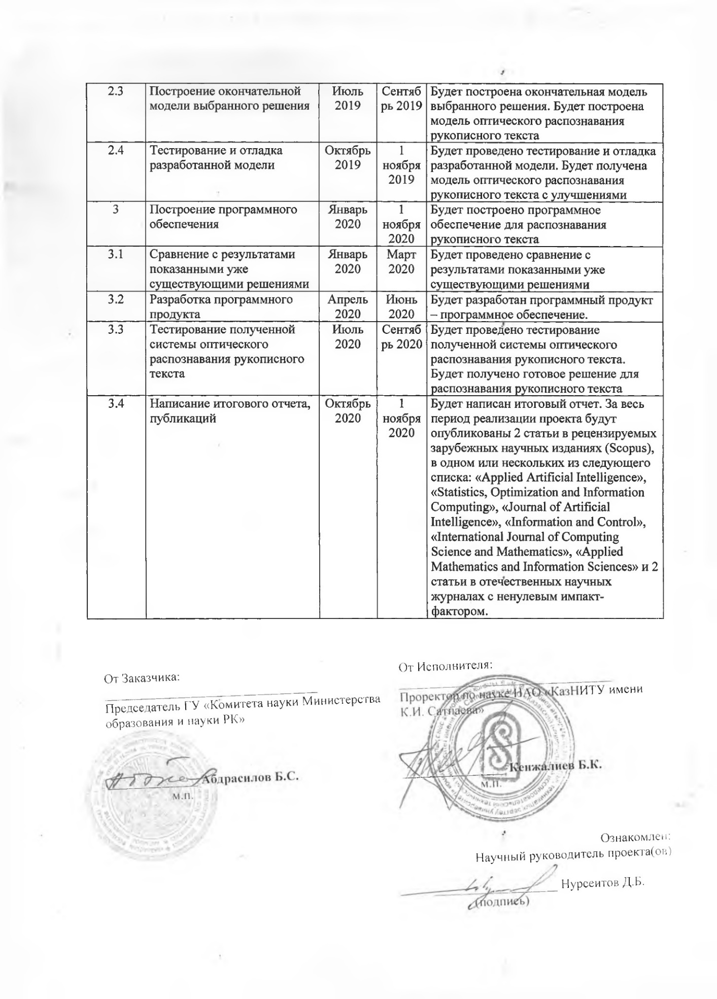 2.3
Построение окончательной
модели выбранного решения
Июль
2019
Сентяб
рь 2019
Будет построена окончательная модель
выбранного решения. Будет построена
модель оптического распознавания
рукописного текста
2.4
Тестирование и отладка
разработанной модели
Октябрь
2019
1
ноября
2019
Будет проведено тестирование и отладка
разработанной модели. Будет получена
модель оптического распознавания
рукописного текста с улучшениями
3
Построение программного
обеспечения
Январь
2020
1
ноября
2020
Будет построено программное
обеспечение для распознавания
рукописного текста
3.1
Сравнение с результатами
показанными уже
существующими решениями
Январь
2020
Март
2020
Будет проведено сравнение с
результатами показанными уже
существующими решениями
3.2
Разработка программного
продукта
Апрель
2020
Июнь
2020
Будет разработан программный продукт
– программное обеспечение.
3.3
Тестирование полученной
системы оптического
распознавания рукописного
текста
Июль
2020
Сентяб
рь 2020
Будет проведено тестирование
полученной системы оптического
распознавания рукописного текста.
Будет получено готовое решение для
распознавания рукописного текста
3.4
Написание итогового отчета,
публикаций
Октябрь
2020
1
ноября
2020
Будет написан итоговый отчет. За весь
период реализации проекта будут
опубликованы 2 статьи в рецензируемых
зарубежных научных изданиях (Scopus),
в одном или нескольких из следующего
списка: «Applied Artificial Intelligence»,
«Statistics, Optimization and Information
Computing», «Journal of Artificial
Intelligence», «Information and Control»,
«International Journal of Computing
Science and Mathematics», «Applied
Mathematics and Information Sciences» и 2
статьи в отечественных научных
журналах с ненулевым импакт-
фактором.
От Заказчика:
Председатель ГУ «Комитета науки Министерства
образования и науки РК»
Абдрасилов Б.С.
м.п.
От Исполнителя:
Проректор по науке НАО «КазНИТУ имени
К.И. Сатпаева»
Кенжалиев Б.К.
м.п.
Ознакомлен:
Научный руководитель проекта(ов)
Нурсеитов Д.Б.
(подпись)